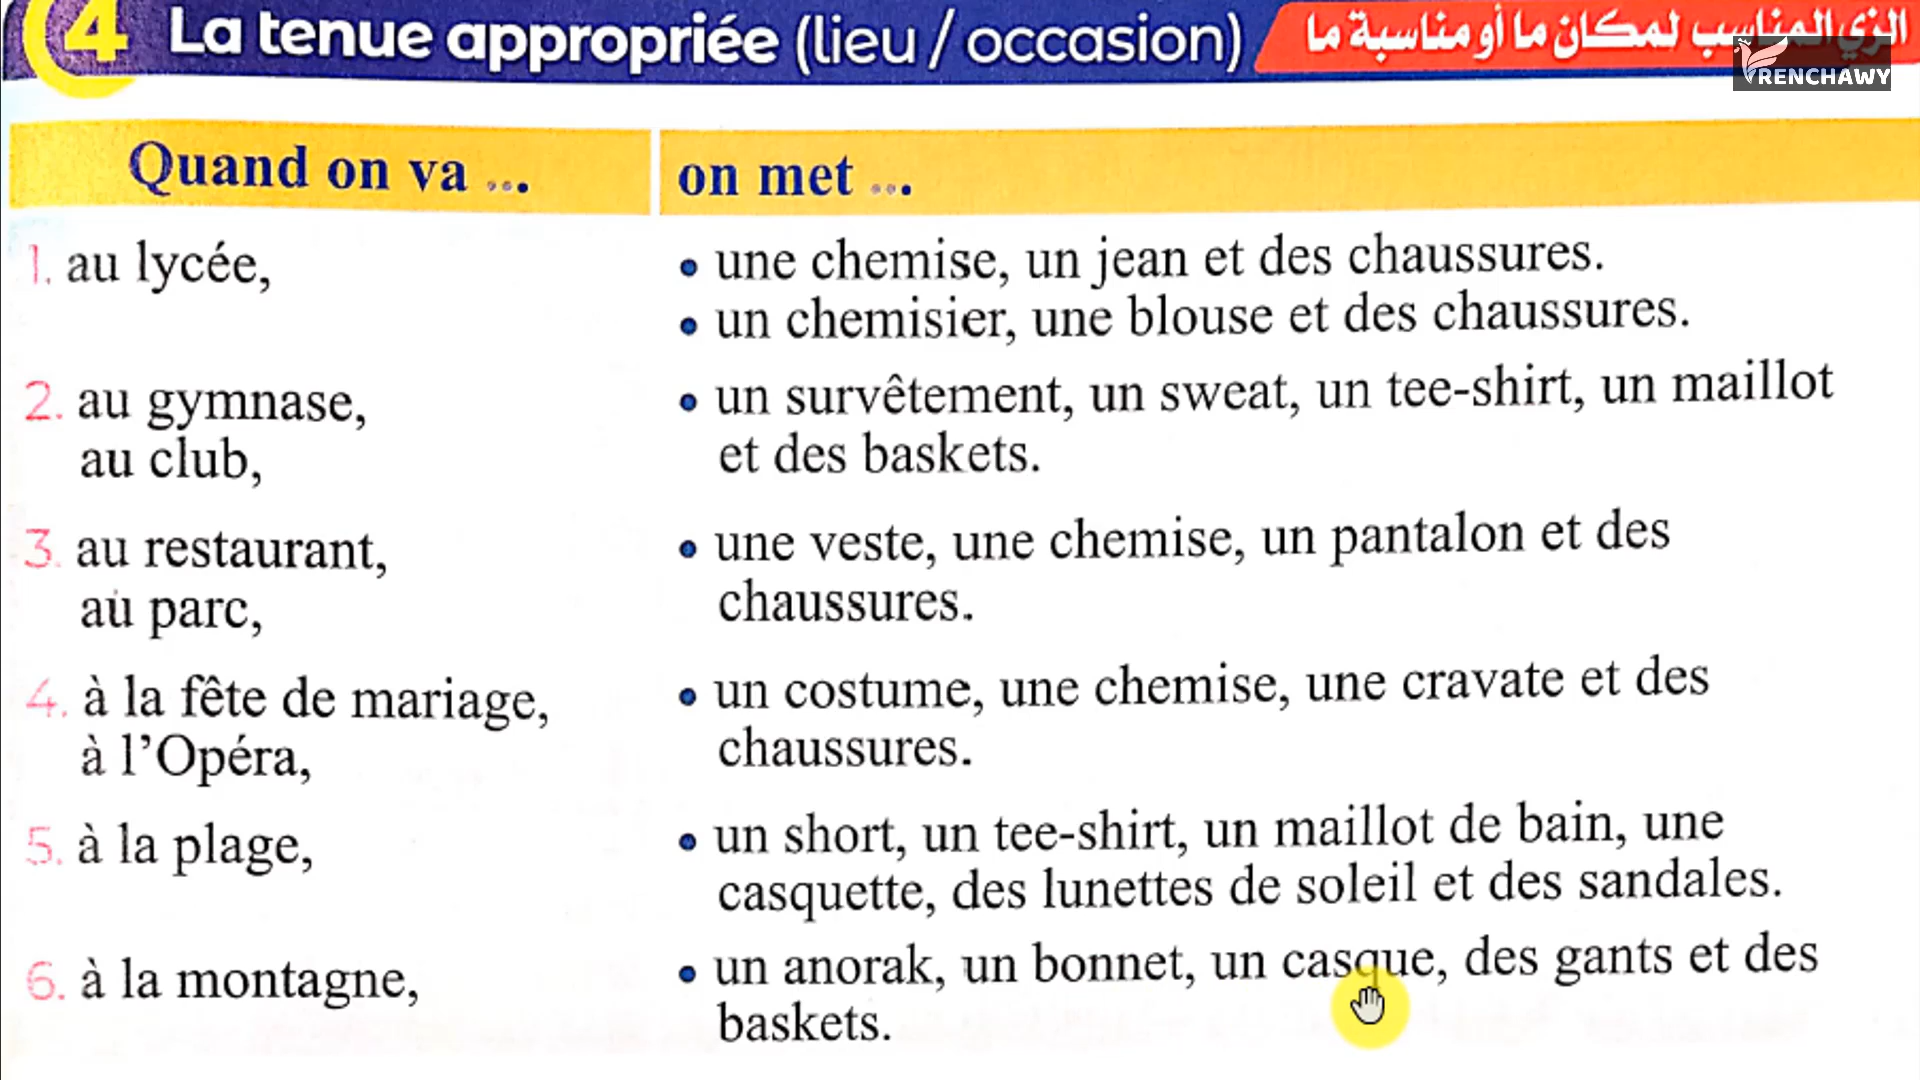 4 La tenue appropriée (lieu / occasion) الزي المناسب لمكان ما أو مناسبة ما
RENCHAWY
Quand on va ... on met ...
1. au lycée, • une chemise, un jean et des chaussures.
• un chemisier, une blouse et des chaussures.
2. au gymnase, • un survêtement, un sweat, un tee-shirt, un maillot
au club, et des baskets.
3. au restaurant, • une veste, une chemise, un pantalon et des
au parc, chaussures.
4. à la fête de mariage, • un costume, une chemise, une cravate et des
à l’Opéra, chaussures.
5. à la plage, • un short, un tee-shirt, un maillot de bain, une
casquette, des lunettes de soleil et des sandales.
6. à la montagne, • un anorak, un bonnet, un casque, des gants et des
baskets.